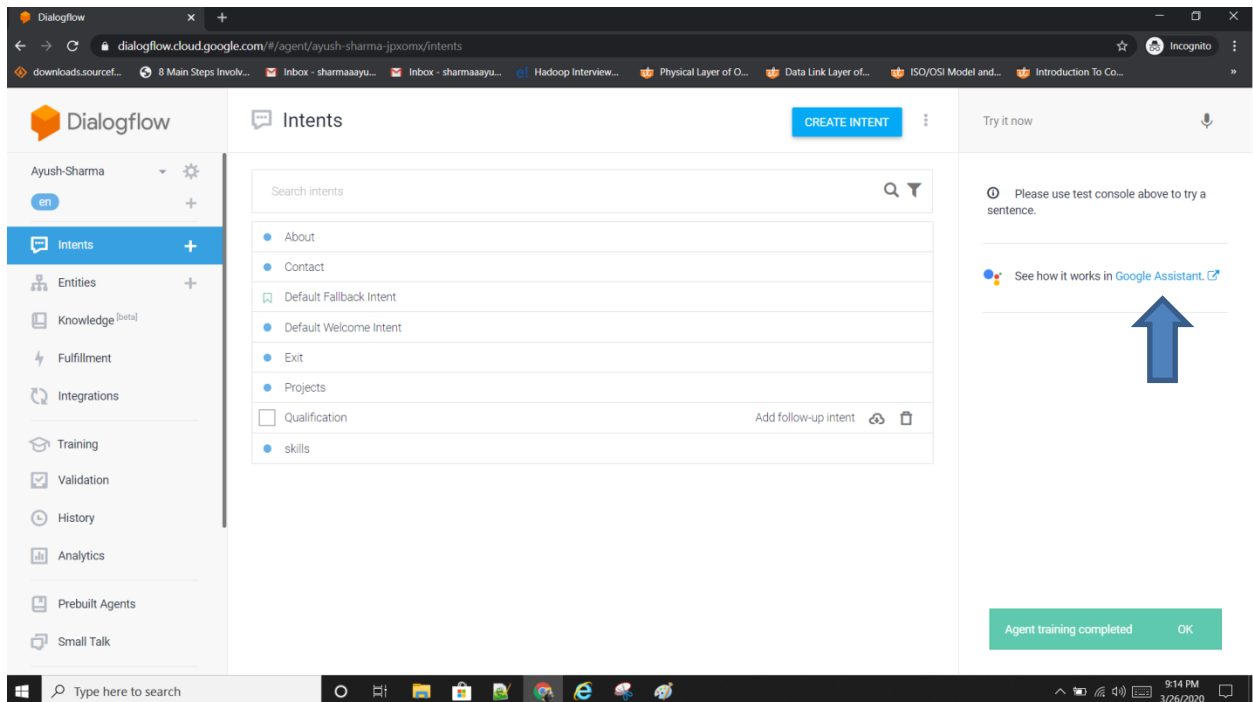 Dialogflow
dialogflow.cloud.google.com/#/agent/ayush-sharma-jpxomx/intents
Incognito
downloads.sourcef...
8 Main Steps Involv...
Inbox - sharmaaayu...
Inbox - sharmaaayu...
Hadoop Interview...
Physical Layer of O...
Data Link Layer of...
ISO/OSI Model and...
Introduction To Co...
»
Dialogflow
Intents
CREATE INTENT
Try it now
Ayush-Sharma
en
Search intents
Please use test console above to try a
sentence.
Intents
Entities
Knowledge [beta]
Fulfillment
Integrations
Training
Validation
History
Analytics
Prebuilt Agents
Small Talk
About
Contact
Default Fallback Intent
Default Welcome Intent
Exit
Projects
Qualification
Add follow-up intent
skills
See how it works in Google Assistant.
Agent training completed OK
Type here to search
9:14 PM
3/26/2020